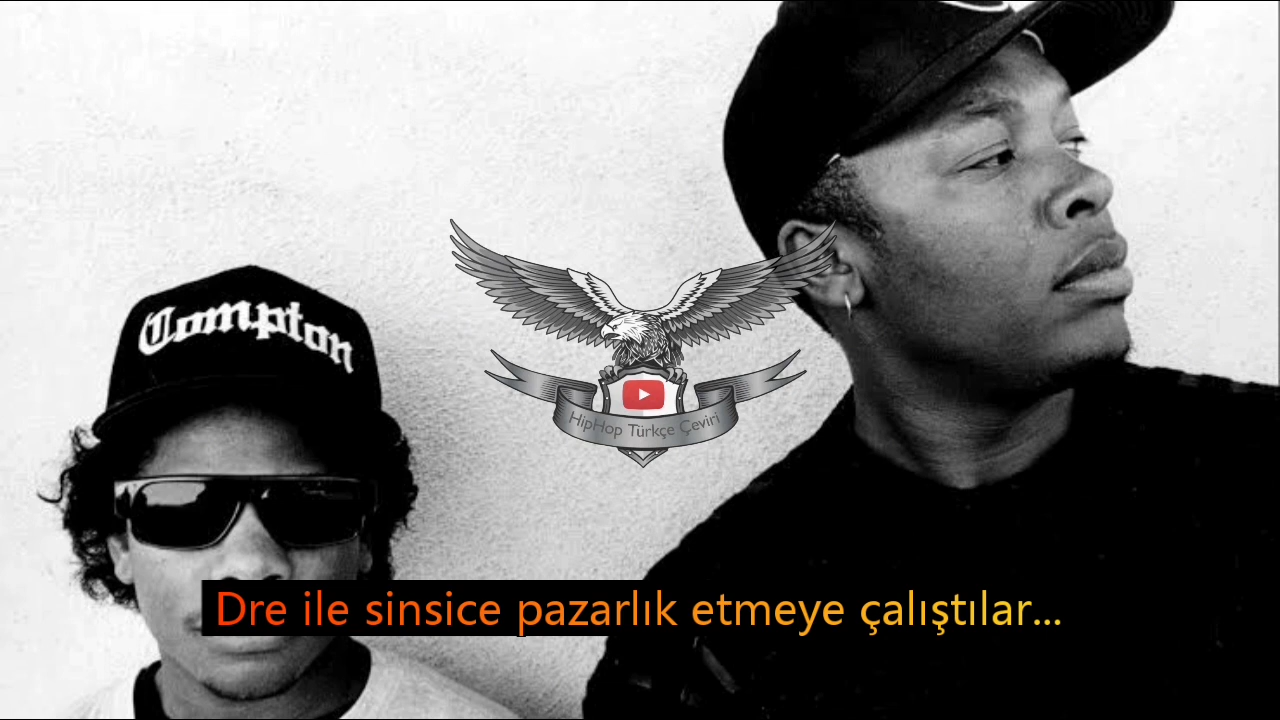 Compton
HipHop Türkçe Çeviri
Dre ile sinsice pazarlık etmeye çalıştılar...